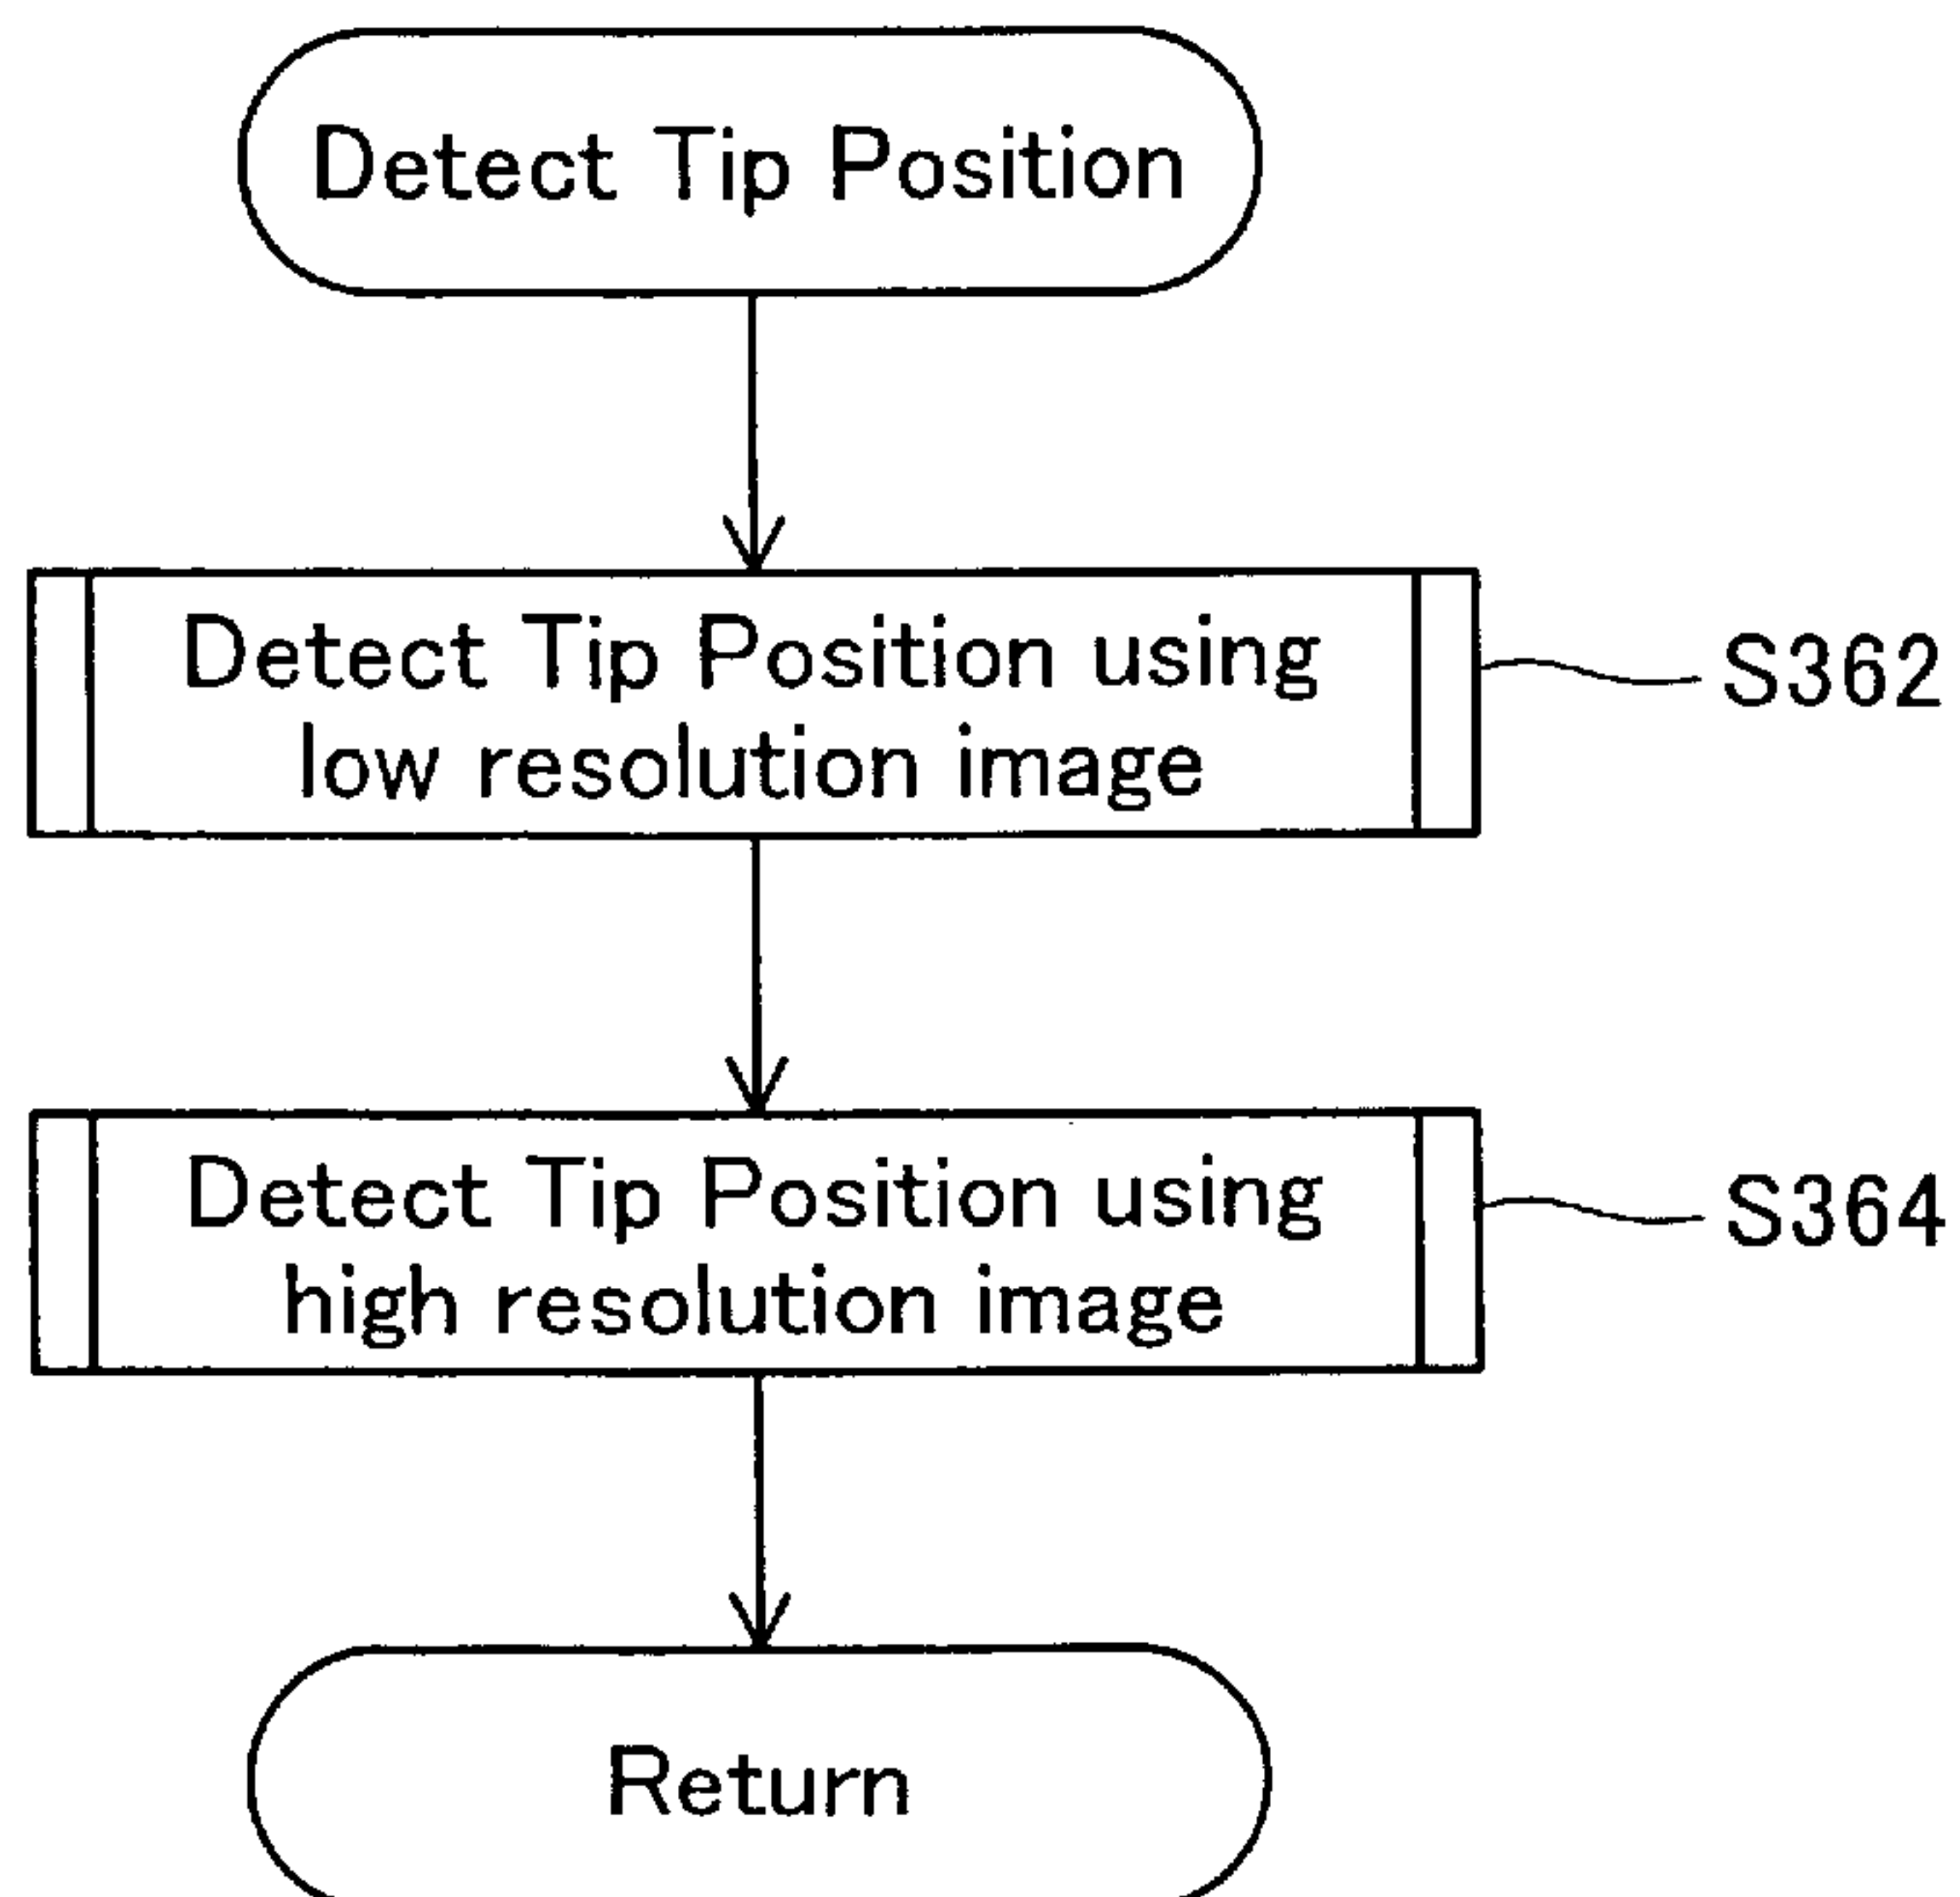 Detect Tip Position
Detect Tip Position using
low resolution image
S362
Detect Tip Position using
high resolution image
S364
Return